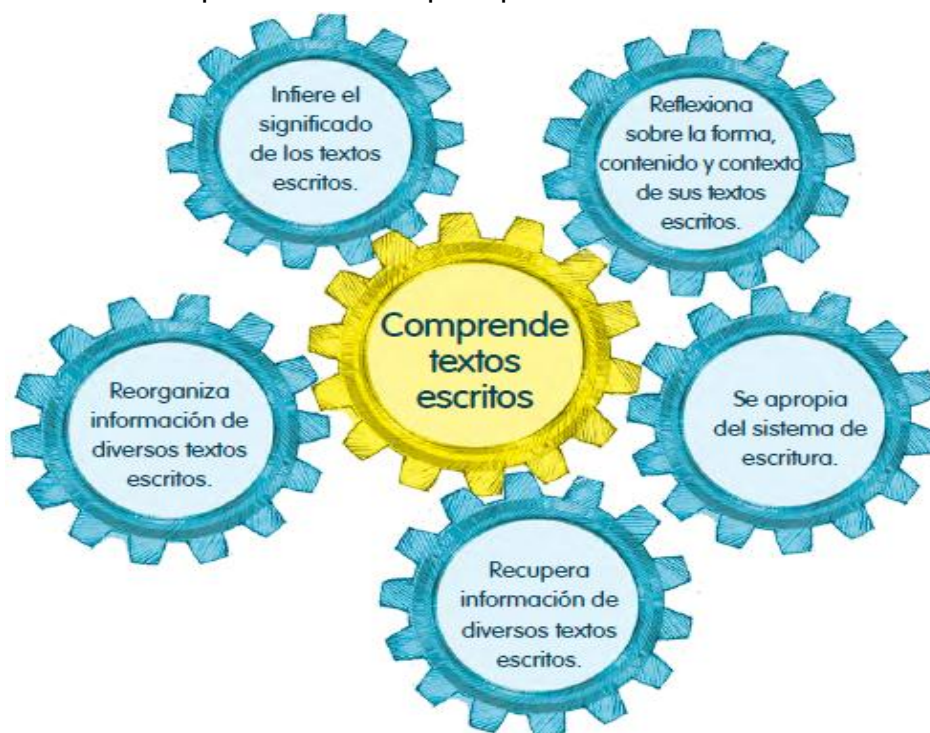 Infiere el
significado
de los textos
escritos.
Reflexiona
sobre la forma,
contenido y contexto
de sus textos
escritos.
Comprende
textos
escritos
Reorganiza
información de
diversos textos
escritos.
Se apropia
del sistema de
escritura.
Recupera
información de
diversos textos
escritos.